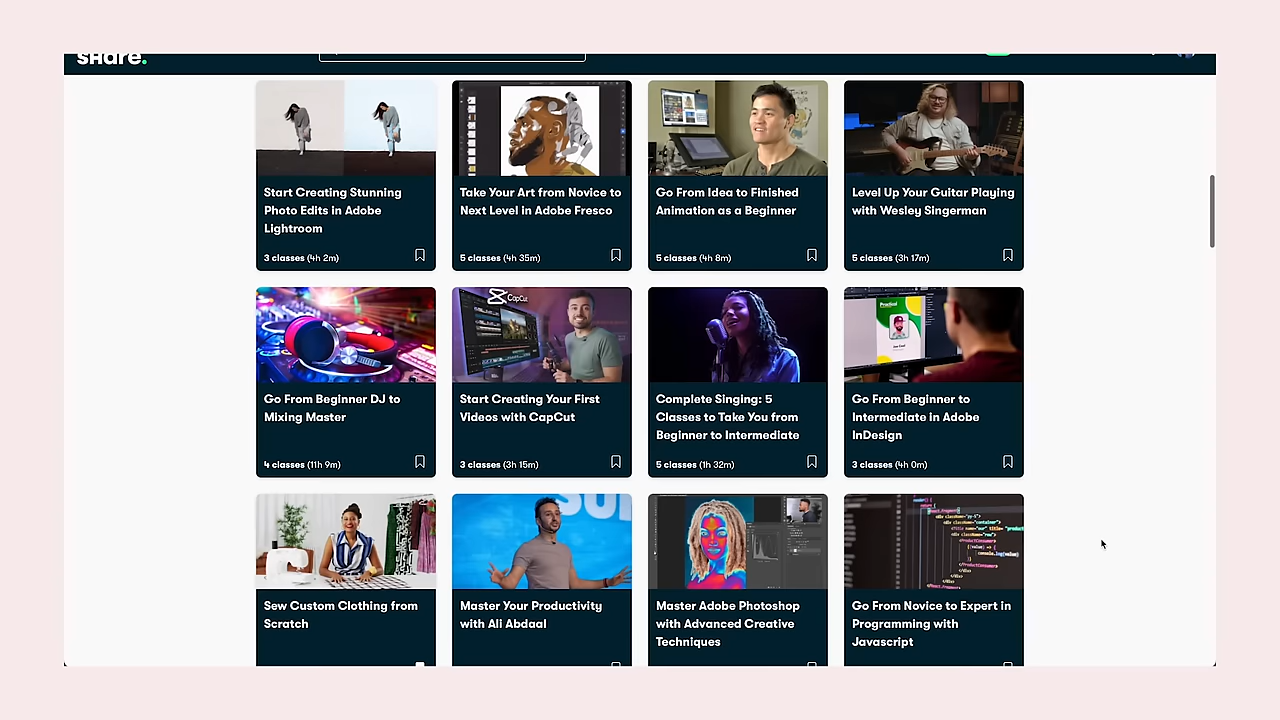 SHare.
Start Creating Stunning
Photo Edits in Adobe
Lightroom
3 classes (4h 2m)
Take Your Art from Novice to
Next Level in Adobe Fresco
5 classes (4h 35m)
Go From Idea to Finished
Animation as a Beginner
5 classes (4h 8m)
Level Up Your Guitar Playing
with Wesley Singerman
5 classes (3h 17m)
Go From Beginner DJ to
Mixing Master
4 classes (11h 9m)
CapCut
Start Creating Your First
Videos with CapCut
3 classes (3h 15m)
Complete Singing: 5
Classes to Take You from
Beginner to Intermediate
5 classes (1h 32m)
Practical
Go From Beginner to
Intermediate in Adobe
InDesign
3 classes (4h 0m)
Sew Custom Clothing from
Scratch
Master Your Productivity
with Ali Abdaal
Master Adobe Photoshop
with Advanced Creative
Techniques
Go From Novice to Expert in
Programming with
Javascript